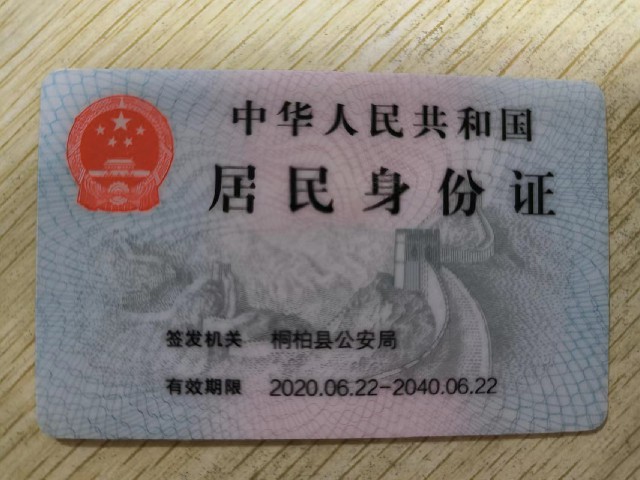 中华人民共和国
居民身份证
签发机关 桐柏县公安局
有效期限 2020.06.22-2040.06.22